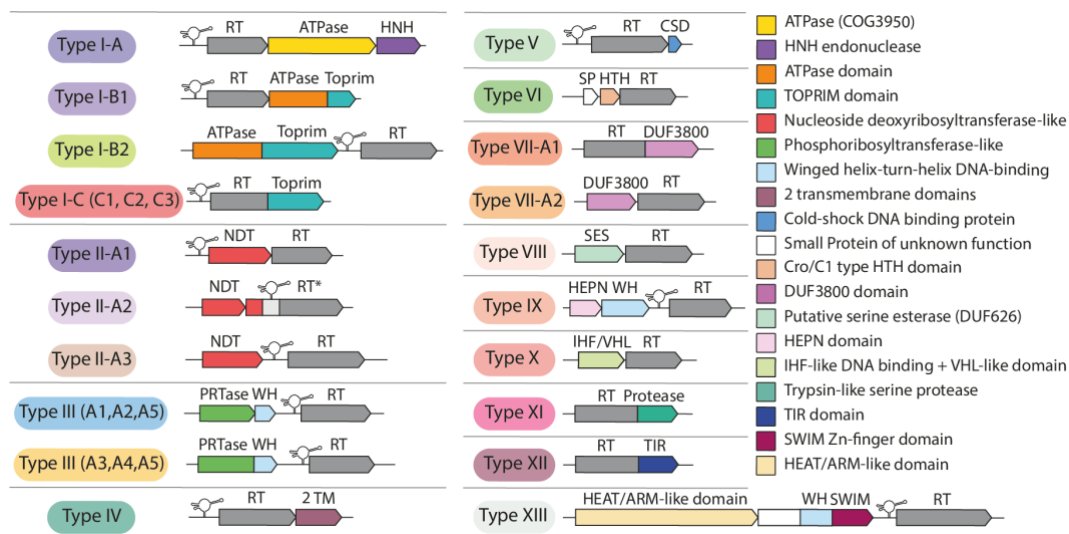 Type I-A
RT ATPase HNH
Type I-B1
RT ATPase Toprim
Type I-B2
ATPase Toprim RT
Type I-C (C1, C2, C3)
RT Toprim
Type II-A1
NDT RT
Type II-A2
NDT RT*
Type II-A3
NDT RT
Type III (A1,A2,A5)
PRTase WH RT
Type III (A3,A4,A5)
PRTase WH RT
Type IV
RT 2 TM
Type V
RT CSD
Type VI
SP HTH RT
Type VII-A1
RT DUF3800
Type VII-A2
DUF3800 RT
Type VIII
SES RT
Type IX
HEPN WH RT
Type X
IHF/VHL RT
Type XI
RT Protease
Type XII
RT TIR
Type XIII
HEAT/ARM-like domain WH SWIM RT
ATPase (COG3950)
HNH endonuclease
ATPase domain
TOPRIM domain
Nucleoside deoxyribosyltransferase-like
Phosphoribosyltransferase-like
Winged helix-turn-helix DNA-binding
2 transmembrane domains
Cold-shock DNA binding protein
Small Protein of unknown function
Cro/C1 type HTH domain
DUF3800 domain
Putative serine esterase (DUF626)
HEPN domain
IHF-like DNA binding + VHL-like domain
Trypsin-like serine protease
TIR domain
SWIM Zn-finger domain
HEAT/ARM-like domain